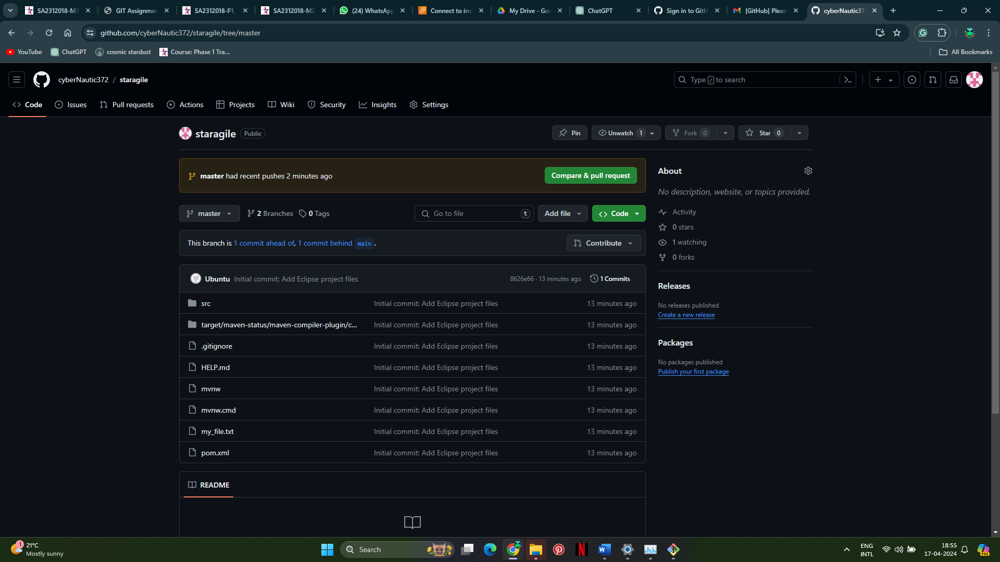 SA2312018-M3
GIT Assignmen
SA2312018-P1_
SA2312018-M2
(24) WhatsApp
Connect to ins
My Drive - Goo
ChatGPT
Sign in to GitH
[GitHub] Pleas
cyberNautic37
github.com/cyberNautic372/staragile/tree/master
YouTube
ChatGPT
cosmic stardust
Course: Phase 1 Tra...
All Bookmarks
cyberNautic372 / staragile
Type / to search
Code
Issues
Pull requests
Actions
Projects
Wiki
Security
Insights
Settings
staragile Public
Pin
Unwatch 1
Fork 0
Star 0
master had recent pushes 2 minutes ago
Compare & pull request
master
2 Branches
0 Tags
Go to file t
Add file
Code
This branch is 1 commit ahead of, 1 commit behind main .
Contribute
Ubuntu Initial commit: Add Eclipse project files 8626e66 · 13 minutes ago 1 Commits
src Initial commit: Add Eclipse project files 13 minutes ago
target/maven-status/maven-compiler-plugin/c... Initial commit: Add Eclipse project files 13 minutes ago
.gitignore Initial commit: Add Eclipse project files 13 minutes ago
HELP.md Initial commit: Add Eclipse project files 13 minutes ago
mvnw Initial commit: Add Eclipse project files 13 minutes ago
mvnw.cmd Initial commit: Add Eclipse project files 13 minutes ago
my_file.txt Initial commit: Add Eclipse project files 13 minutes ago
pom.xml Initial commit: Add Eclipse project files 13 minutes ago
README
About
No description, website, or topics provided.
Activity
0 stars
1 watching
0 forks
Releases
No releases published
Create a new release
Packages
No packages published
Publish your first package
1
21°C
Mostly sunny
Search
ENG
INTL
18:55
17-04-2024
PRE